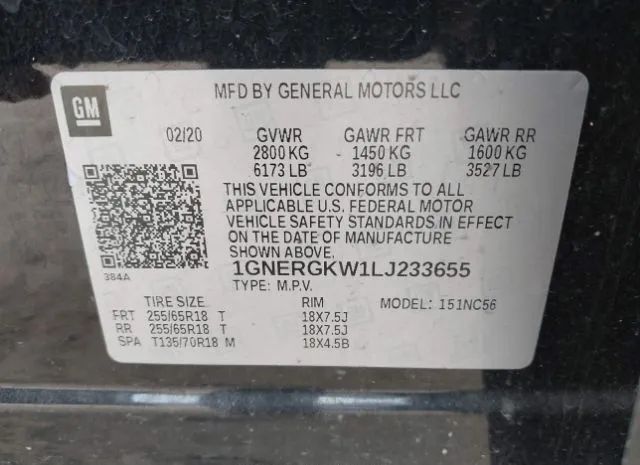 GM
MFD BY GENERAL MOTORS LLC
02/20 GVWR GAWR FRT GAWR RR
2800 KG 1450 KG 1600 KG
6173 LB 3196 LB 3527 LB
THIS VEHICLE CONFORMS TO ALL
APPLICABLE U.S. FEDERAL MOTOR
VEHICLE SAFETY STANDARDS IN EFFECT
ON THE DATE OF MANUFACTURE
SHOWN ABOVE.
384A
1GNERGKW1LJ233655
TYPE: M.P.V.
TIRE SIZE RIM MODEL: 151NC56
FRT 255/65R18 T 18X7.5J
RR 255/65R18 T 18X7.5J
SPA T135/70R18 M 18X4.5B